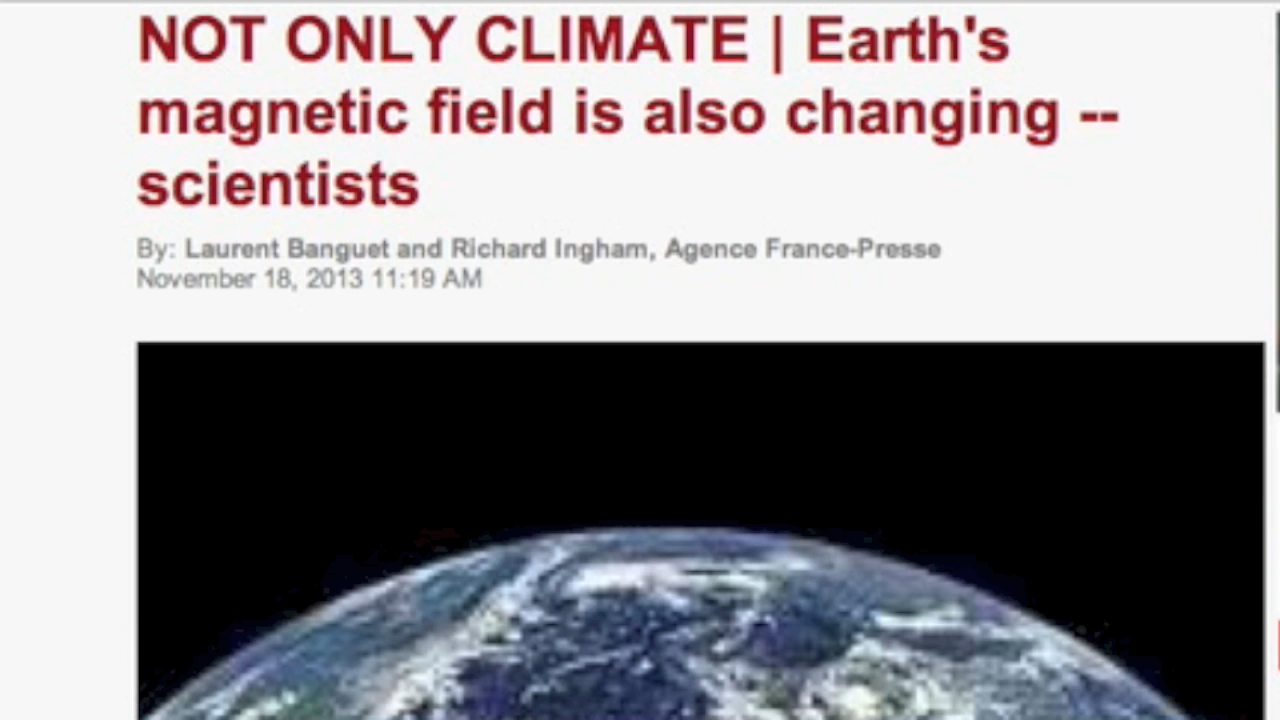 NOT ONLY CLIMATE | Earth's
magnetic field is also changing --
scientists
By: Laurent Banguet and Richard Ingham, Agence France-Presse
November 18, 2013 11:19 AM